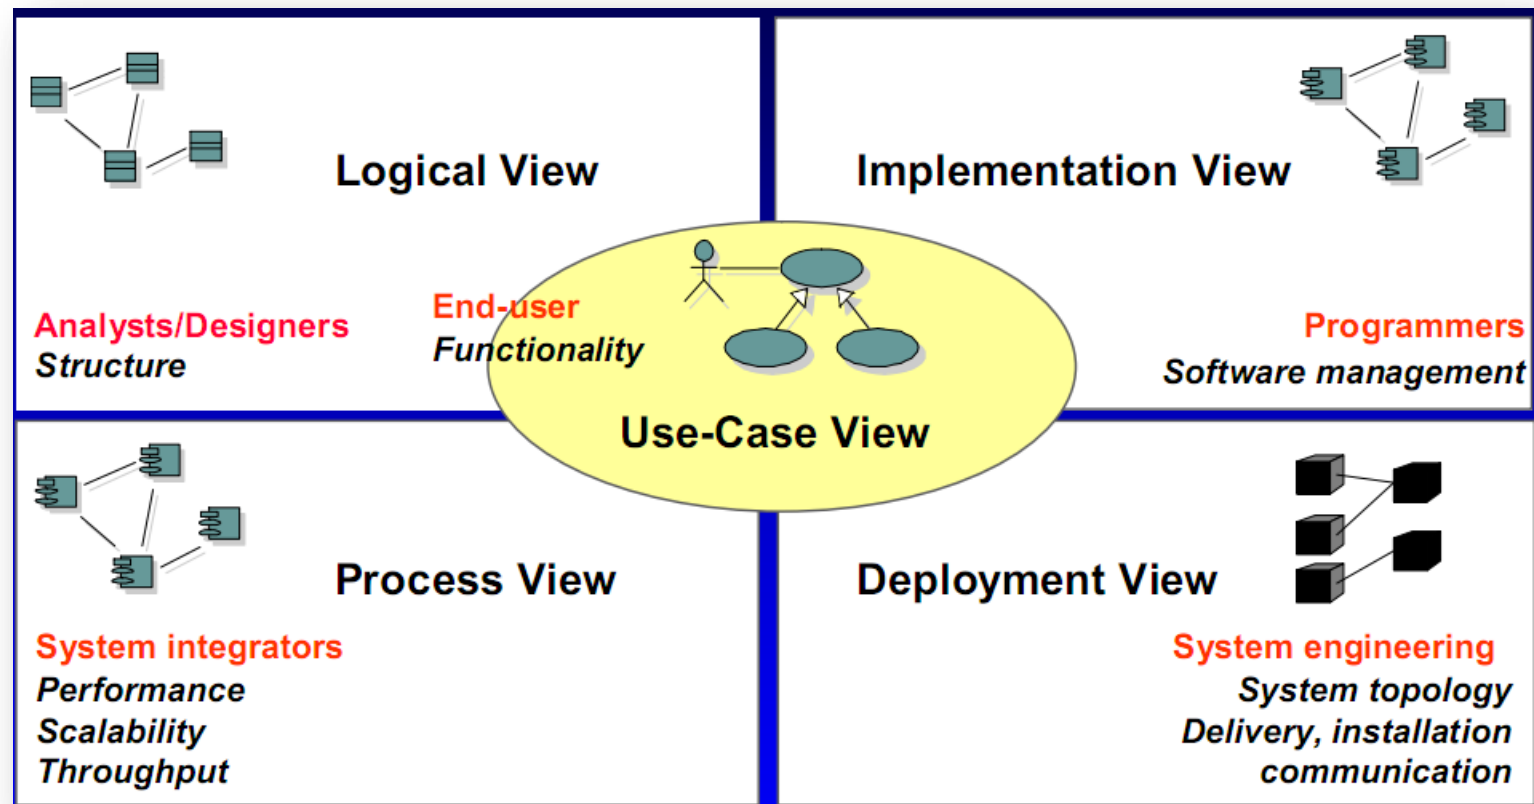 Logical View
Implementation View
Analysts/Designers
Structure
End-user
Functionality
Programmers
Software management
Use-Case View
Process View
Deployment View
System integrators
Performance
Scalability
Throughput
System engineering
System topology
Delivery, installation
communication